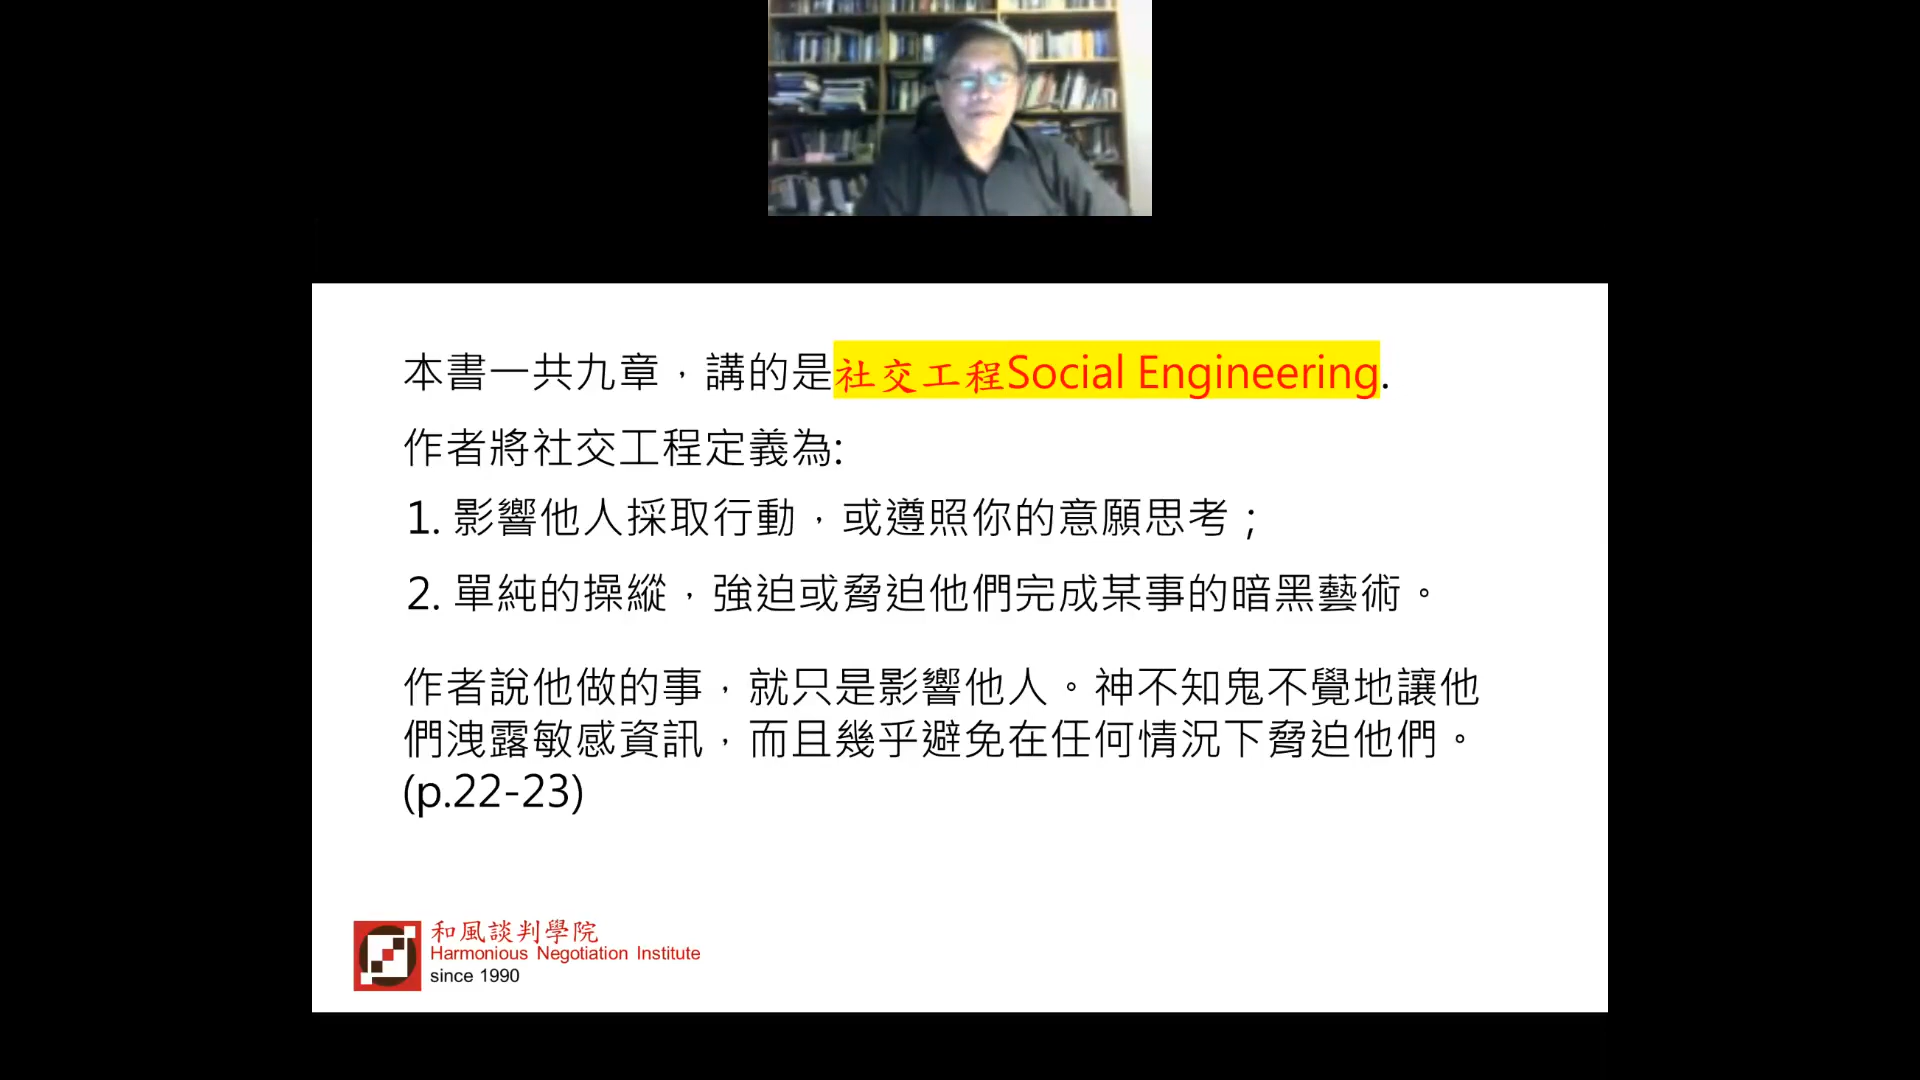 本書一共九章，講的是社交工程Social Engineering.
作者將社交工程定義為:
1. 影響他人採取行動，或遵照你的意願思考；
2. 單純的操縱，強迫或脅迫他們完成某事的暗黑藝術。
作者說他做的事，就只是影響他人。神不知鬼不覺地讓他
們洩露敏感資訊，而且幾乎避免在任何情況下脅迫他們。
(p.22-23)
和風談判學院
Harmonious Negotiation Institute
since 1990